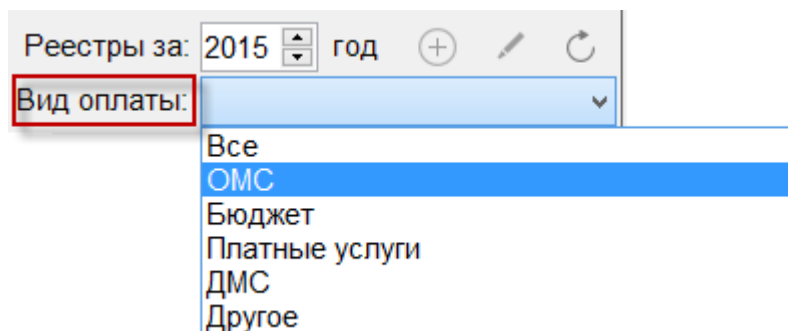 Реестры за: 2015 год
Вид оплаты:
Все
ОМС
Бюджет
Платные услуги
ДМС
Другое